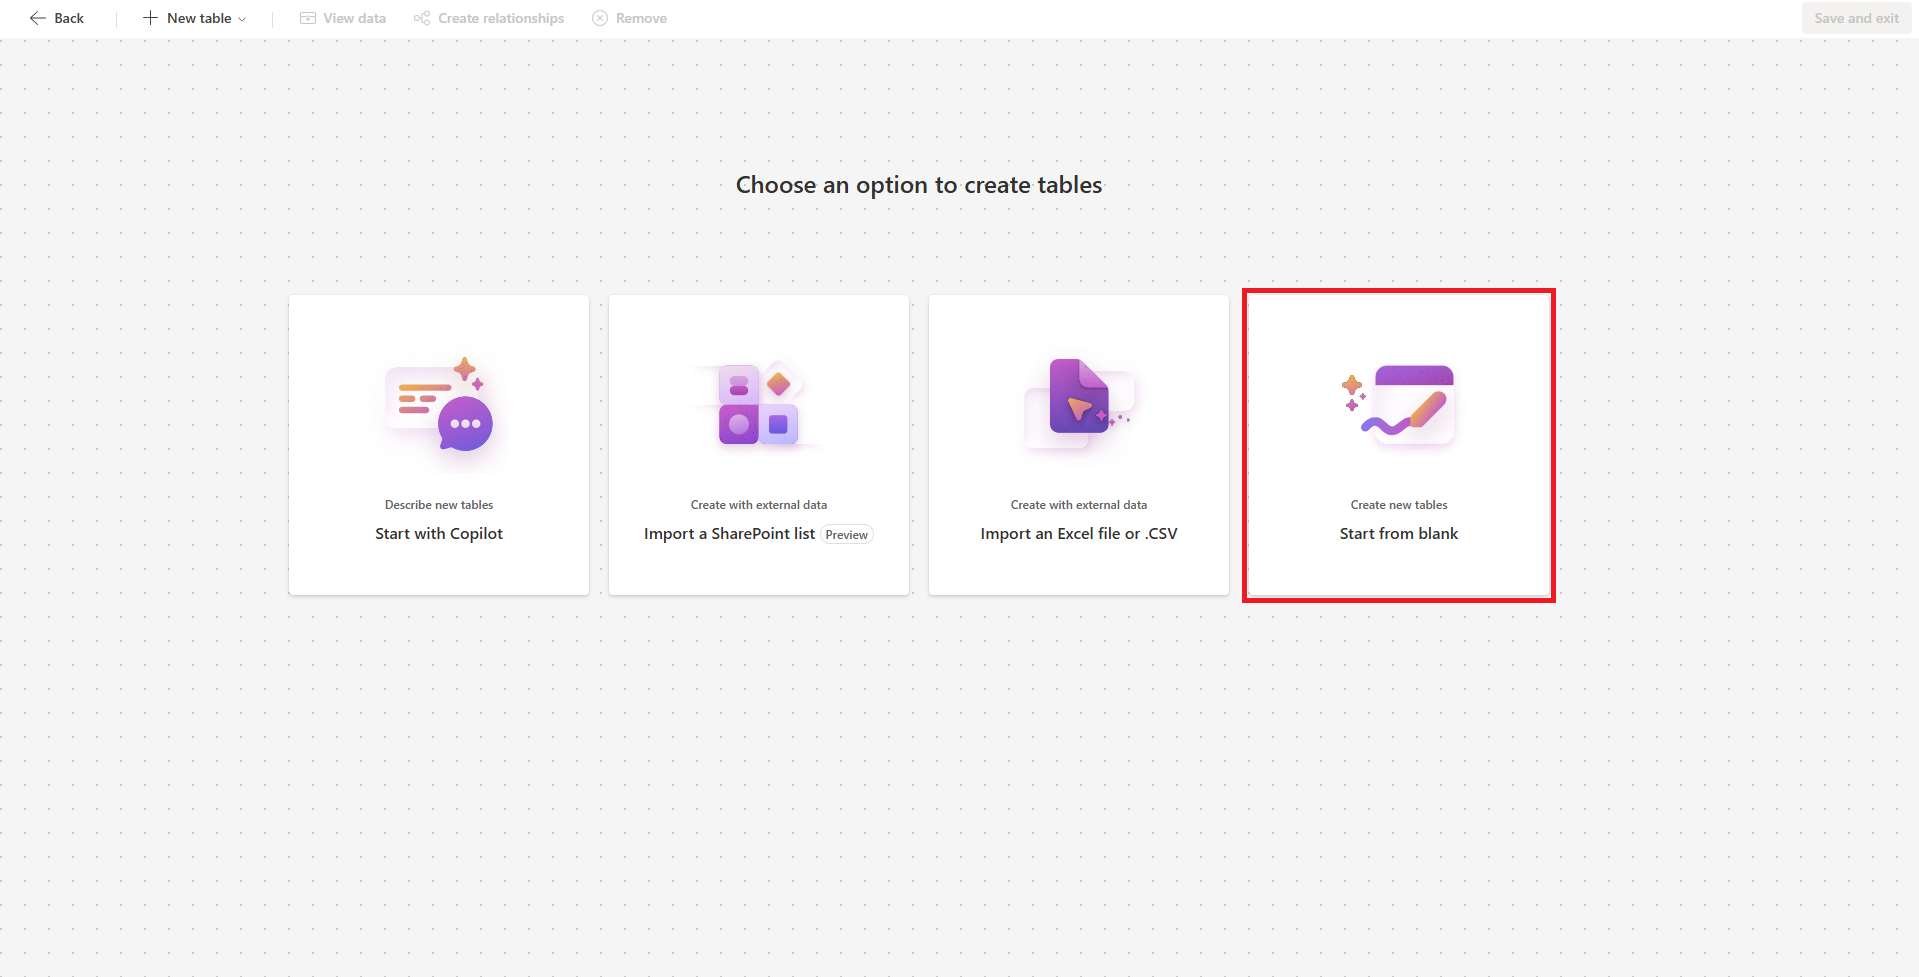 Back
New table
View data
Create relationships
Remove
Save and exit
Choose an option to create tables
Describe new tables
Start with Copilot
Create with external data
Import a SharePoint list Preview
Create with external data
Import an Excel file or .CSV
Create new tables
Start from blank